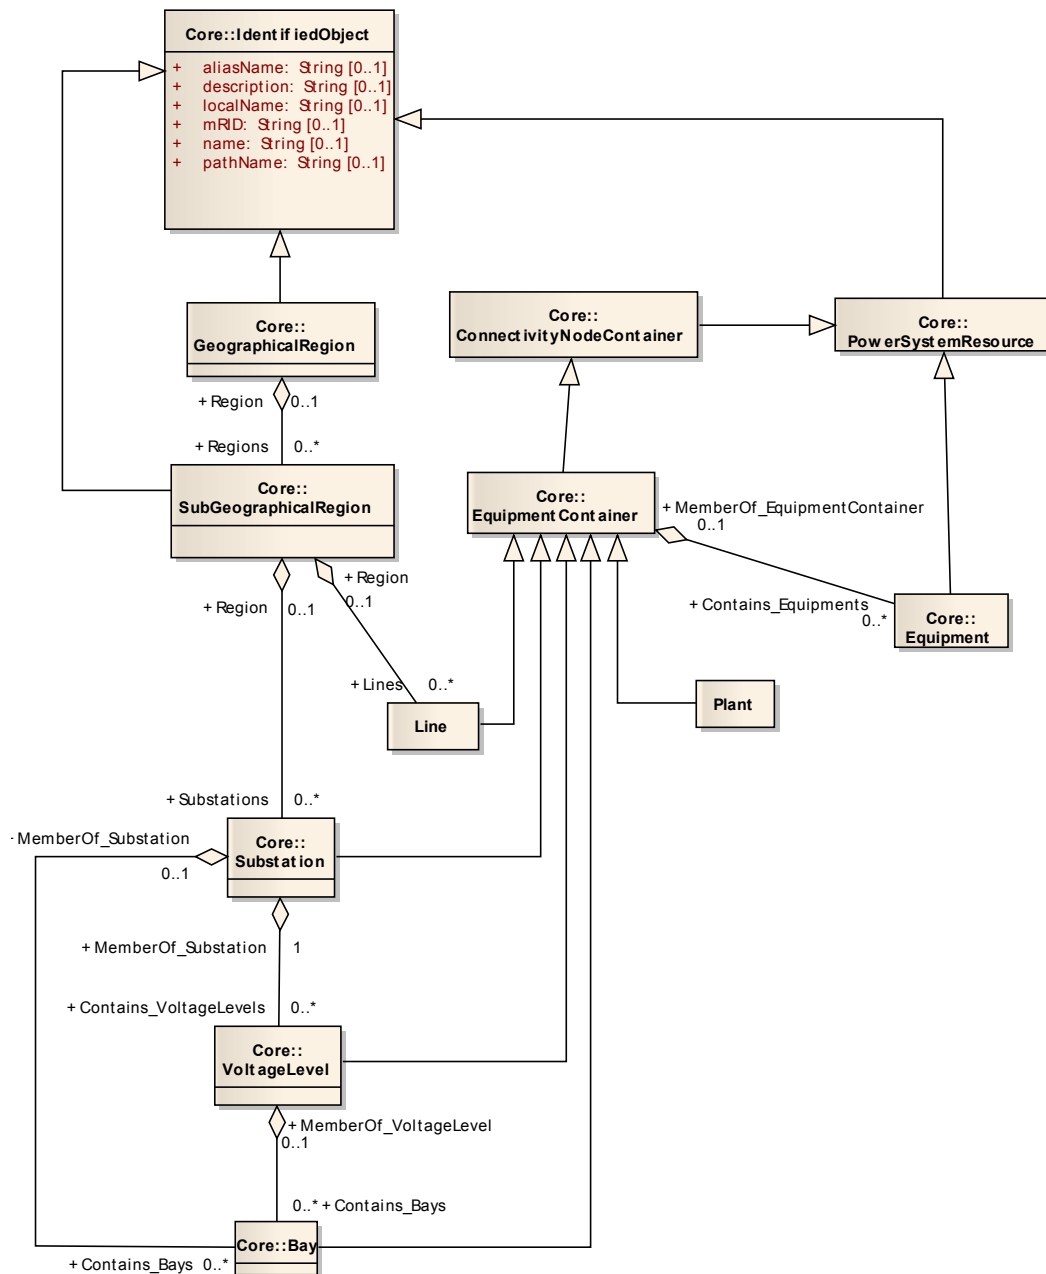 Core::IdentifiedObject
+ aliasName: String [0..1]
+ description: String [0..1]
+ localName: String [0..1]
+ mRID: String [0..1]
+ name: String [0..1]
+ pathName: String [0..1]
Core::
GeographicalRegion
Core::
ConnectivityNodeContainer
Core::
PowerSystemResource
+ Region 0..1
+ Regions 0..*
Core::
SubGeographicalRegion
Core::
EquipmentContainer
+ MemberOf_EquipmentContainer
0..1
+ Region
0..1
+ Region 0..1
+ Contains_Equipments
0..*
Core::
Equipment
+ Lines 0..*
Line
Plant
+ Substations 0..*
MemberOf_Substation
0..1
Core::
Substation
+ MemberOf_Substation 1
+ Contains_VoltageLevels 0..*
Core::
VoltageLevel
+ MemberOf_VoltageLevel
0..1
0..* + Contains_Bays
Core::Bay
+ Contains_Bays 0..*